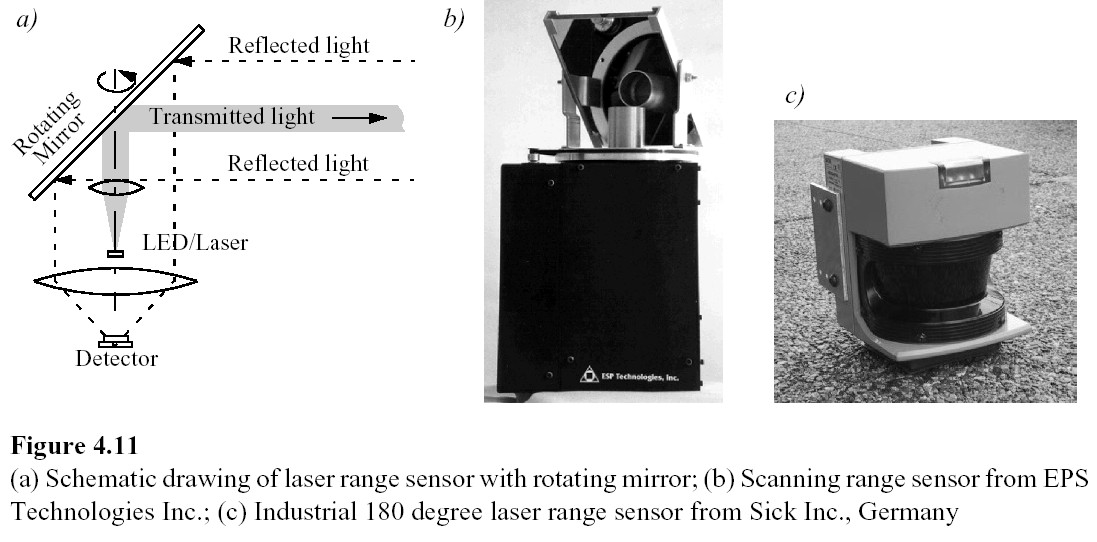 a)
Reflected light
Rotating
Mirror
Transmitted light
Reflected light
LED/Laser
Detector
b)
ESP Technologies, Inc.
c)
Figure 4.11
(a) Schematic drawing of laser range sensor with rotating mirror; (b) Scanning range sensor from EPS
Technologies Inc.; (c) Industrial 180 degree laser range sensor from Sick Inc., Germany